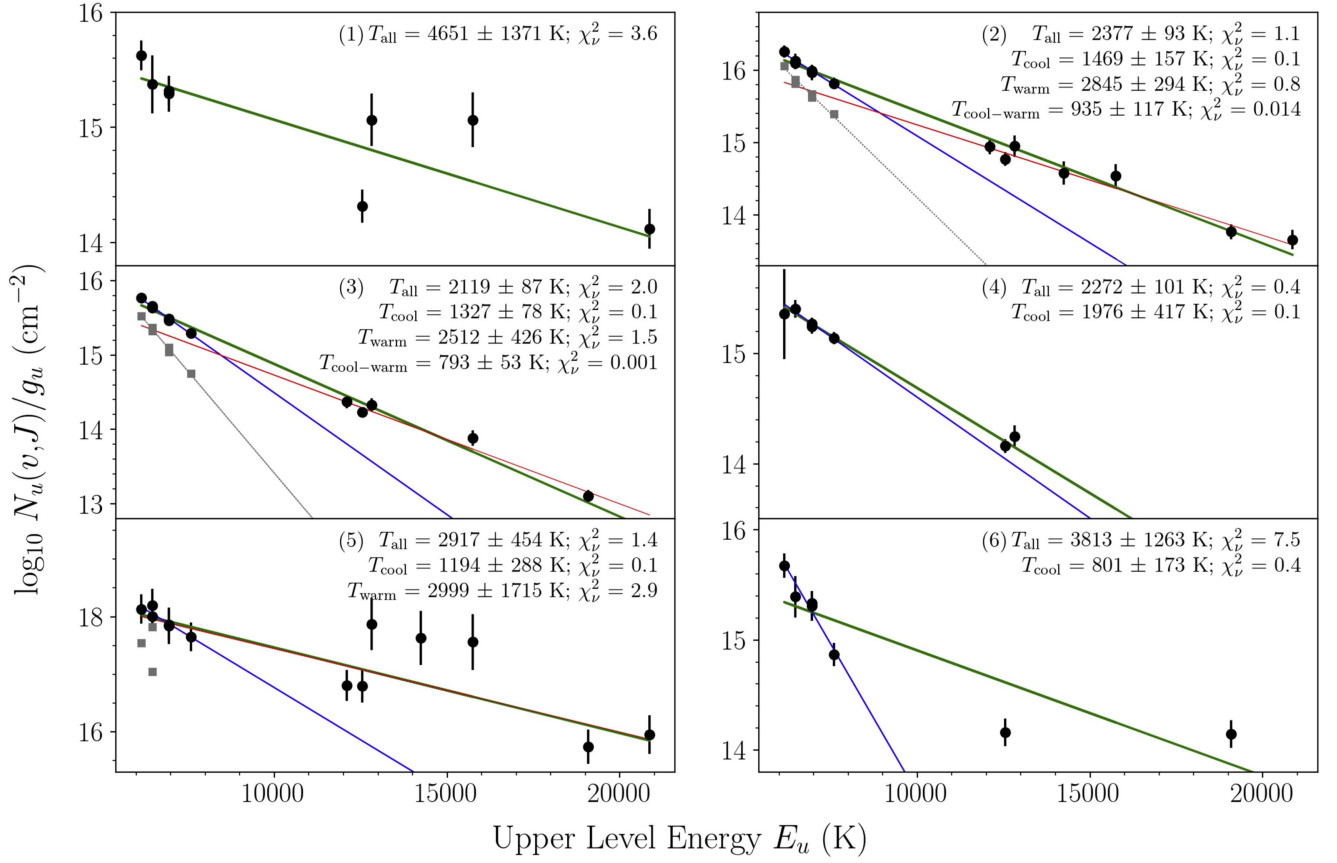 (1) T_all = 4651 ± 1371 K; χ²_ν = 3.6
16
15
14
(2) T_all = 2377 ± 93 K; χ²_ν = 1.1
T_cool = 1469 ± 157 K; χ²_ν = 0.1
T_warm = 2845 ± 294 K; χ²_ν = 0.8
T_cool−warm = 935 ± 117 K; χ²_ν = 0.014
16
15
14
(3) T_all = 2119 ± 87 K; χ²_ν = 2.0
T_cool = 1327 ± 78 K; χ²_ν = 0.1
T_warm = 2512 ± 426 K; χ²_ν = 1.5
T_cool−warm = 793 ± 53 K; χ²_ν = 0.001
16
15
14
13
(4) T_all = 2272 ± 101 K; χ²_ν = 0.4
T_cool = 1976 ± 417 K; χ²_ν = 0.1
15
14
(5) T_all = 2917 ± 454 K; χ²_ν = 1.4
T_cool = 1194 ± 288 K; χ²_ν = 0.1
T_warm = 2999 ± 1715 K; χ²_ν = 2.9
18
16
10000 15000 20000
(6) T_all = 3813 ± 1263 K; χ²_ν = 7.5
T_cool = 801 ± 173 K; χ²_ν = 0.4
16
15
14
10000 15000 20000
log₁₀ N_u(v, J)/g_u (cm⁻²)
Upper Level Energy E_u (K)